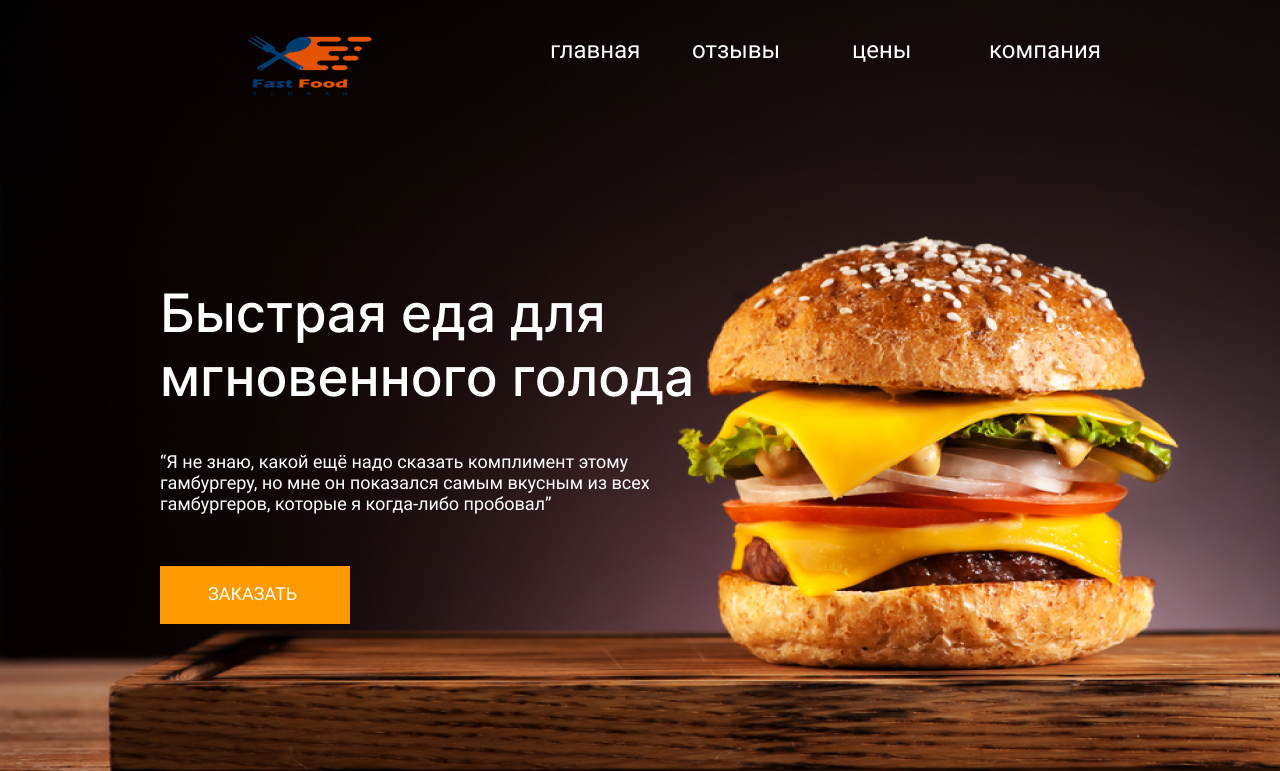 Fast Food
SLOGAN
главная отзывы цены компания
Быстрая еда для
мгновенного голода
“Я не знаю, какой ещё надо сказать комплимент этому
гамбургеру, но мне он показался самым вкусным из всех
гамбургеров, которые я когда-либо пробовал”
ЗАКАЗАТЬ